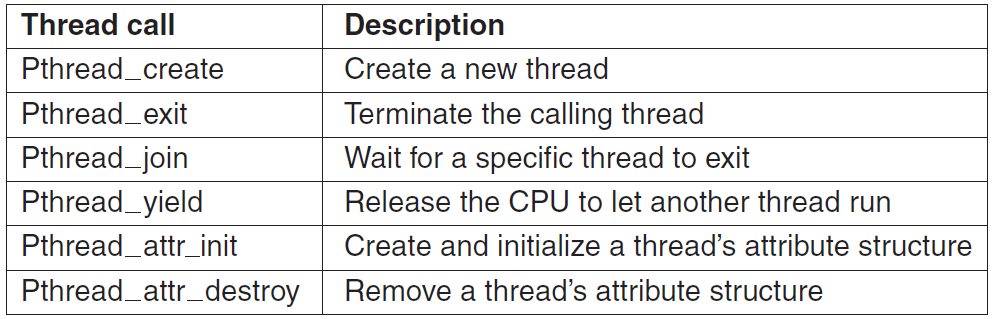 Thread call Description
Pthread_create Create a new thread
Pthread_exit Terminate the calling thread
Pthread_join Wait for a specific thread to exit
Pthread_yield Release the CPU to let another thread run
Pthread_attr_init Create and initialize a thread’s attribute structure
Pthread_attr_destroy Remove a thread’s attribute structure